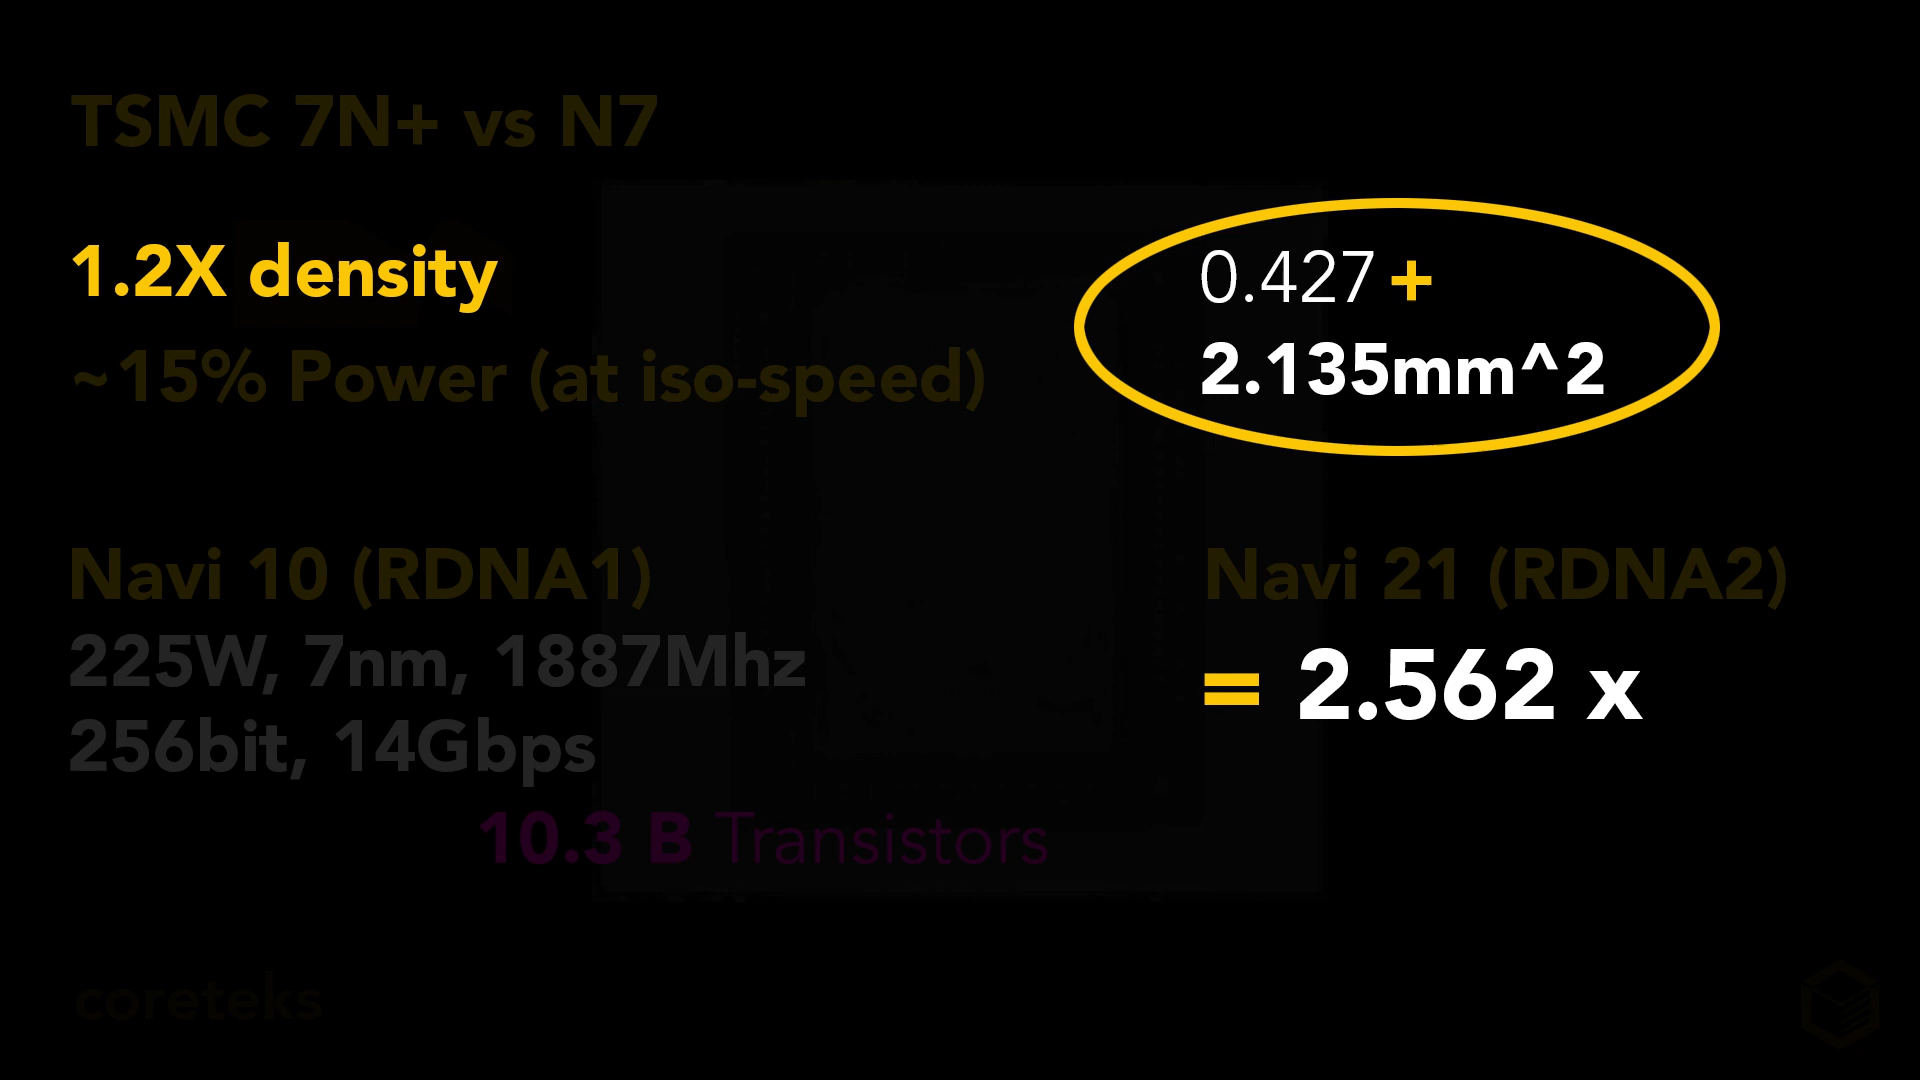 TSMC 7N+ vs N7
1.2X density
~15% Power (at iso-speed)
0.427 +
2.135mm^2
Navi 10 (RDNA1)
225W, 7nm, 1887Mhz
256bit, 14Gbps
10.3 B Transistors
Navi 21 (RDNA2)
= 2.562 x
coreteks